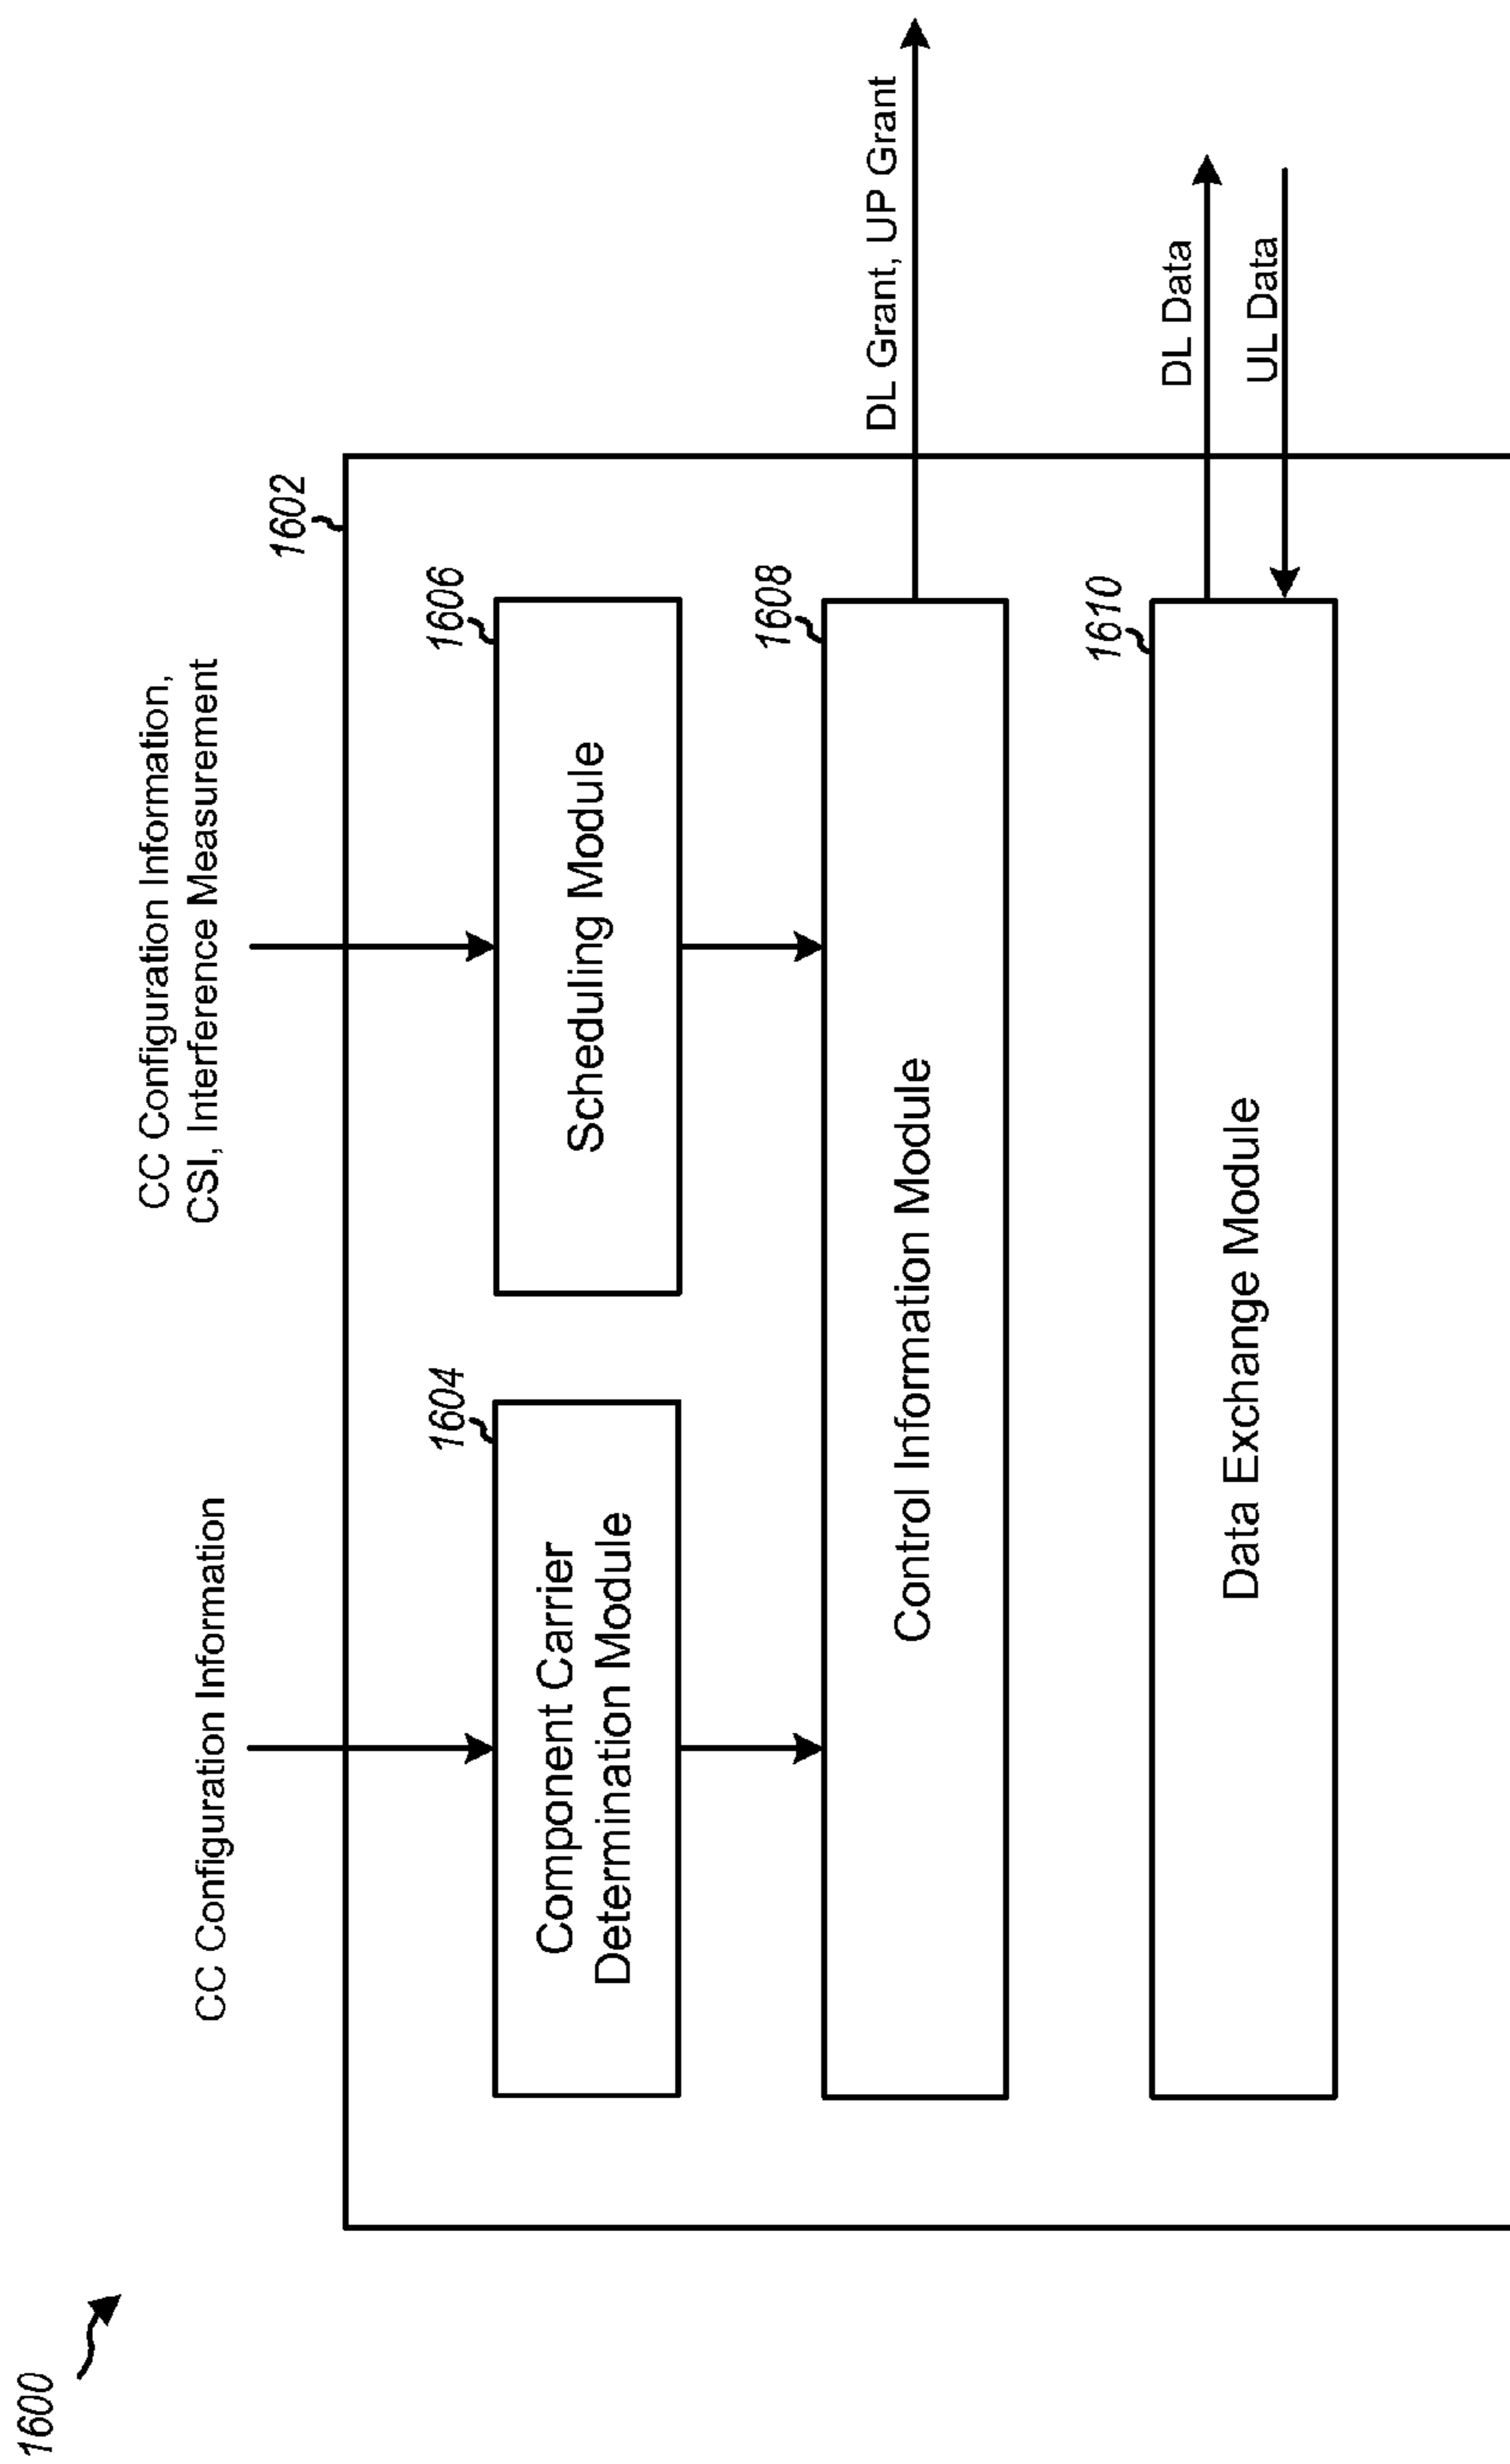 1600
CC Configuration Information
CC Configuration Information,
CSI, Interference Measurement
1602
1604
Component Carrier
Determination Module
1606
Scheduling Module
1608
Control Information Module
DL Grant, UP Grant
1610
Data Exchange Module
DL Data
UL Data